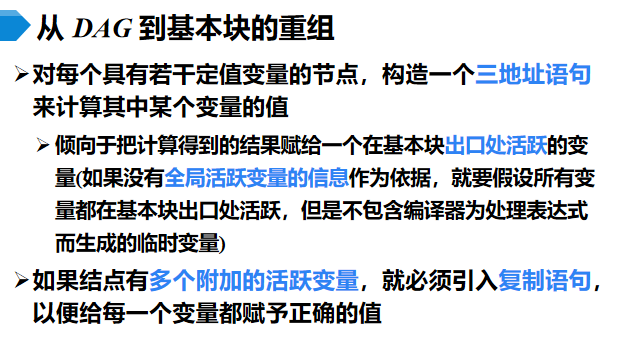 从 DAG 到基本块的重组
➢对每个具有若干定值变量的节点，构造一个三地址语句
来计算其中某个变量的值
➢倾向于把计算得到的结果赋给一个在基本块出口处活跃的变
量(如果没有全局活跃变量的信息作为依据，就要假设所有变
量都在基本块出口处活跃，但是不包含编译器为处理表达式
而生成的临时变量)
➢如果结点有多个附加的活跃变量，就必须引入复制语句，
以便给每一个变量都赋予正确的值